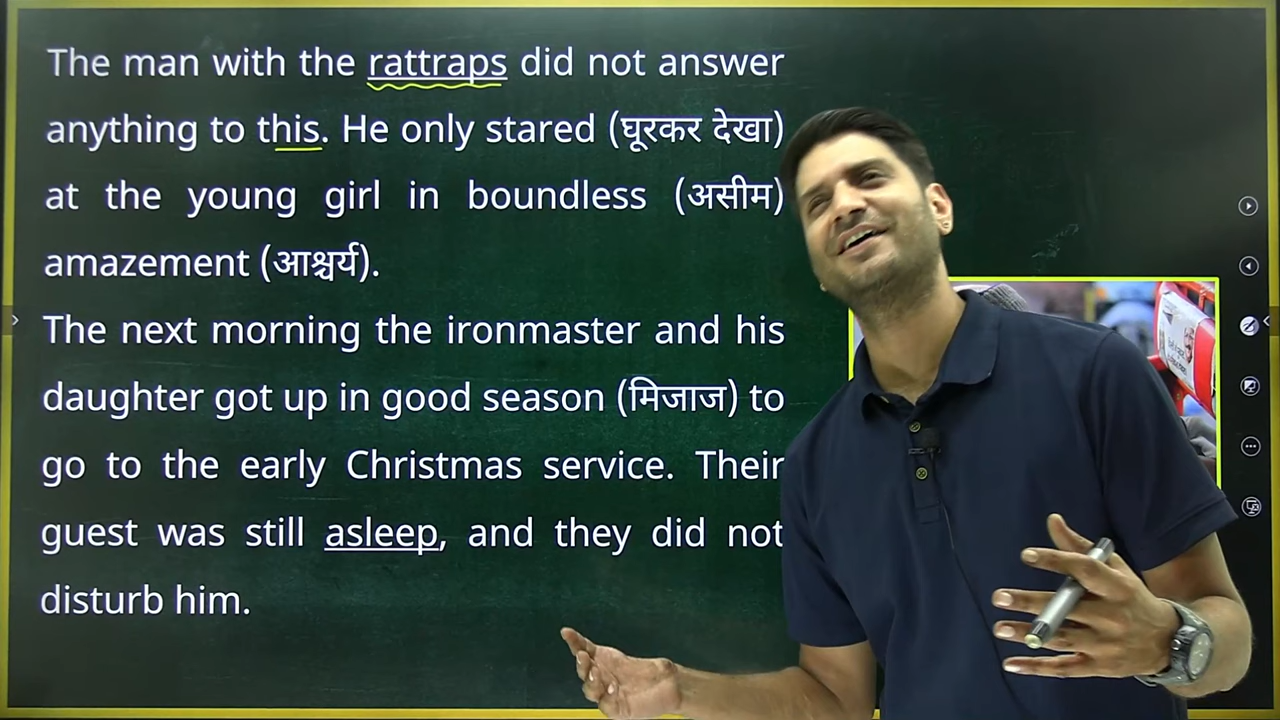 The man with the rattraps did not answer
anything to this. He only stared (घूरकर देखा)
at the young girl in boundless (असीम)
amazement (आश्चर्य).
The next morning the ironmaster and his
daughter got up in good season (मिजाज) to
go to the early Christmas service. Their
guest was still asleep, and they did not
disturb him.